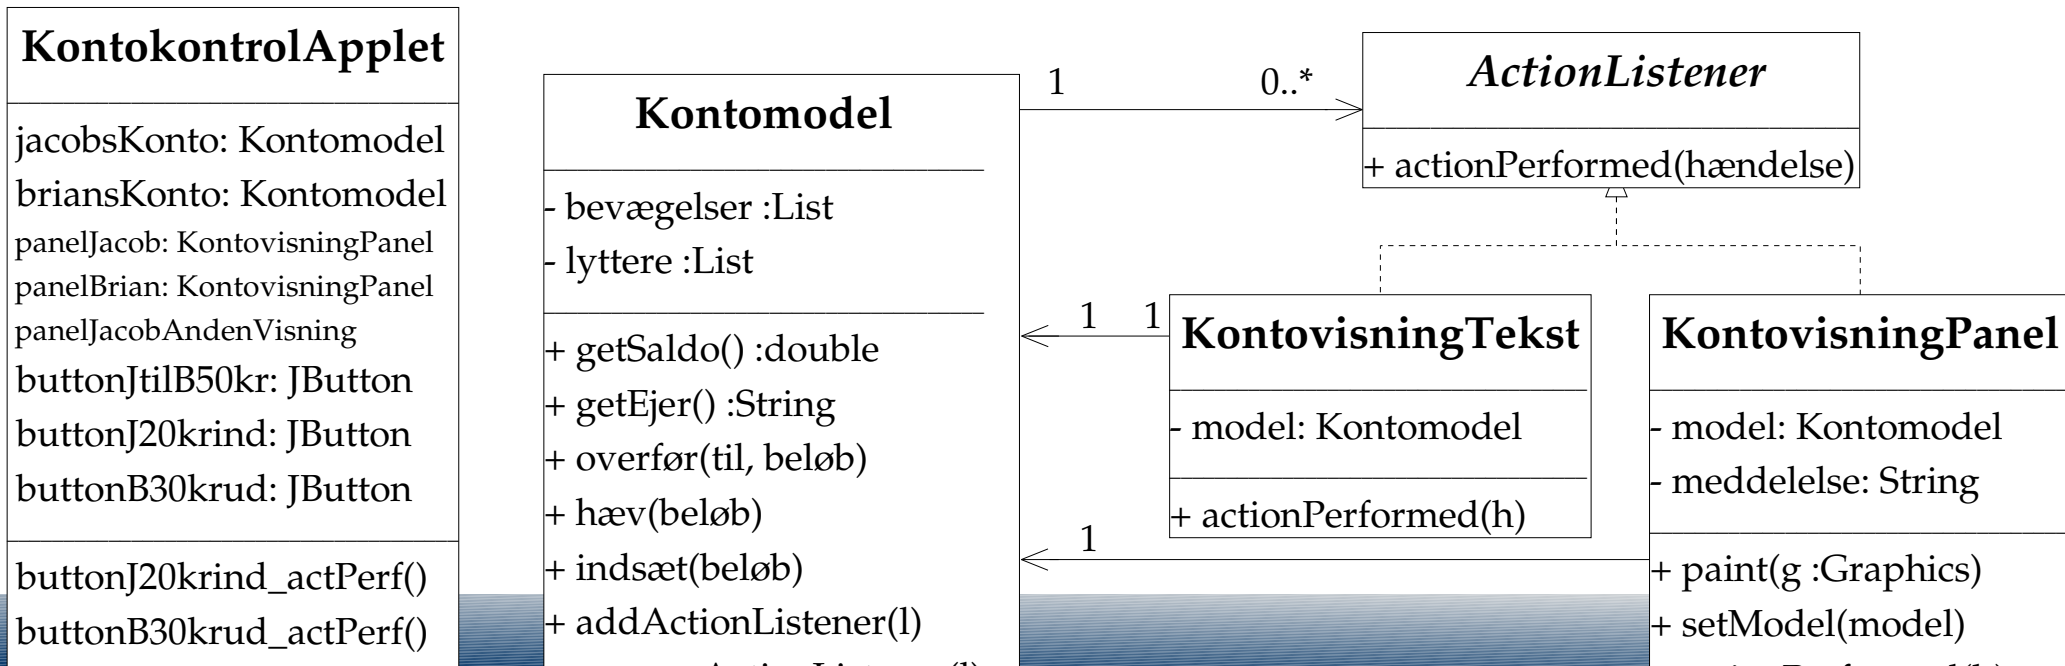 KontokontrolApplet
jacobsKonto: Kontomodel
briansKonto: Kontomodel
panelJacob: KontovisningPanel
panelBrian: KontovisningPanel
panelJacobAndenVisning
buttonJtilB50kr: JButton
buttonJ20krind: JButton
buttonB30krud: JButton
buttonJ20krind_actPerf()
buttonB30krud_actPerf()
Kontomodel
- bevægelser :List
- lyttere :List
+ getSaldo() :double
+ getEjer() :String
+ overfør(til, beløb)
+ hæv(beløb)
+ indsæt(beløb)
+ addActionListener(l)
1
0..*
ActionListener
+ actionPerformed(hændelse)
1
1
KontovisningTekst
- model: Kontomodel
+ actionPerformed(h)
1
KontovisningPanel
- model: Kontomodel
- meddelelse: String
+ paint(g :Graphics)
+ setModel(model)